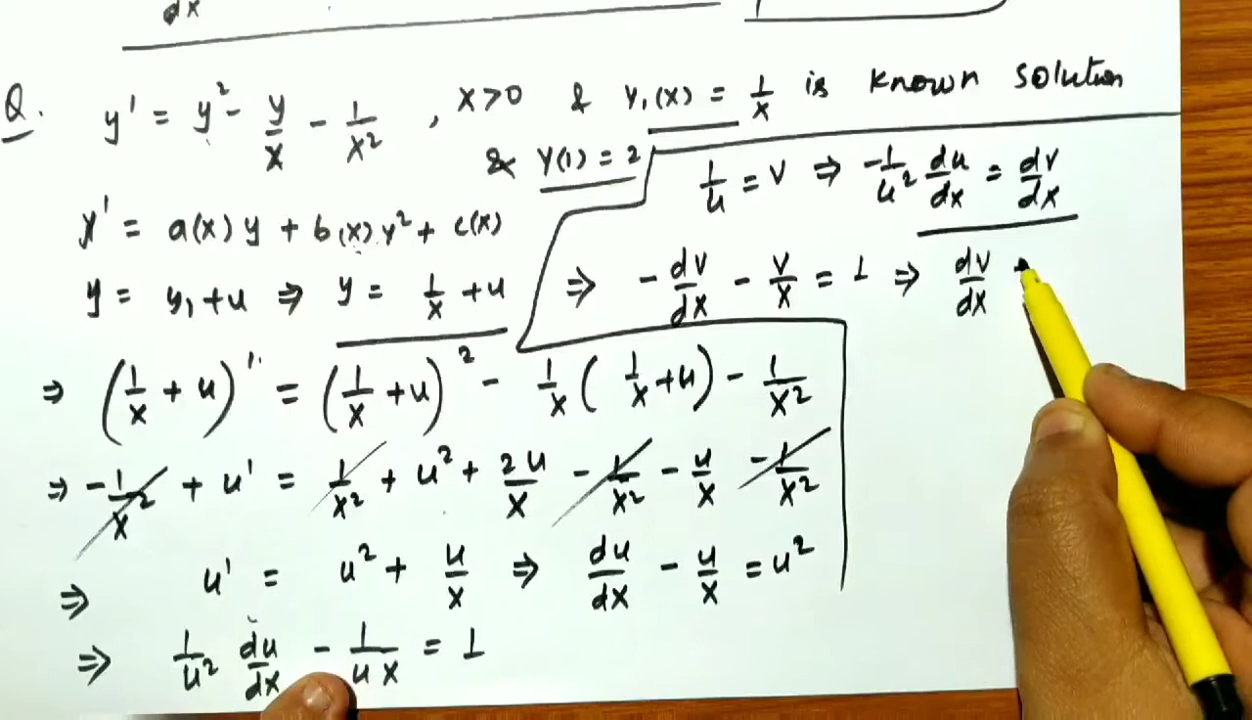 dx
Q. y' = y² - y/x - 1/x² , x>0 & y₁(x) = 1/x is known solution
& y(1) = 2
y' = a(x) y + b(x) y² + c(x)
y = y₁ + u ⇒ y = 1/x + u
⇒ (1/x + u)' = (1/x + u)² - 1/x (1/x + u) - 1/x²
⇒ -1/x² + u' = 1/x² + u² + 2u/x - 1/x² - u/x - 1/x²
⇒ u' = u² + u/x ⇒ du/dx - u/x = u²
⇒ 1/u² du/dx - 1/ux = 1
1/u = v ⇒ -1/u² du/dx = dv/dx
⇒ -dv/dx - v/x = 1 ⇒ dv/dx